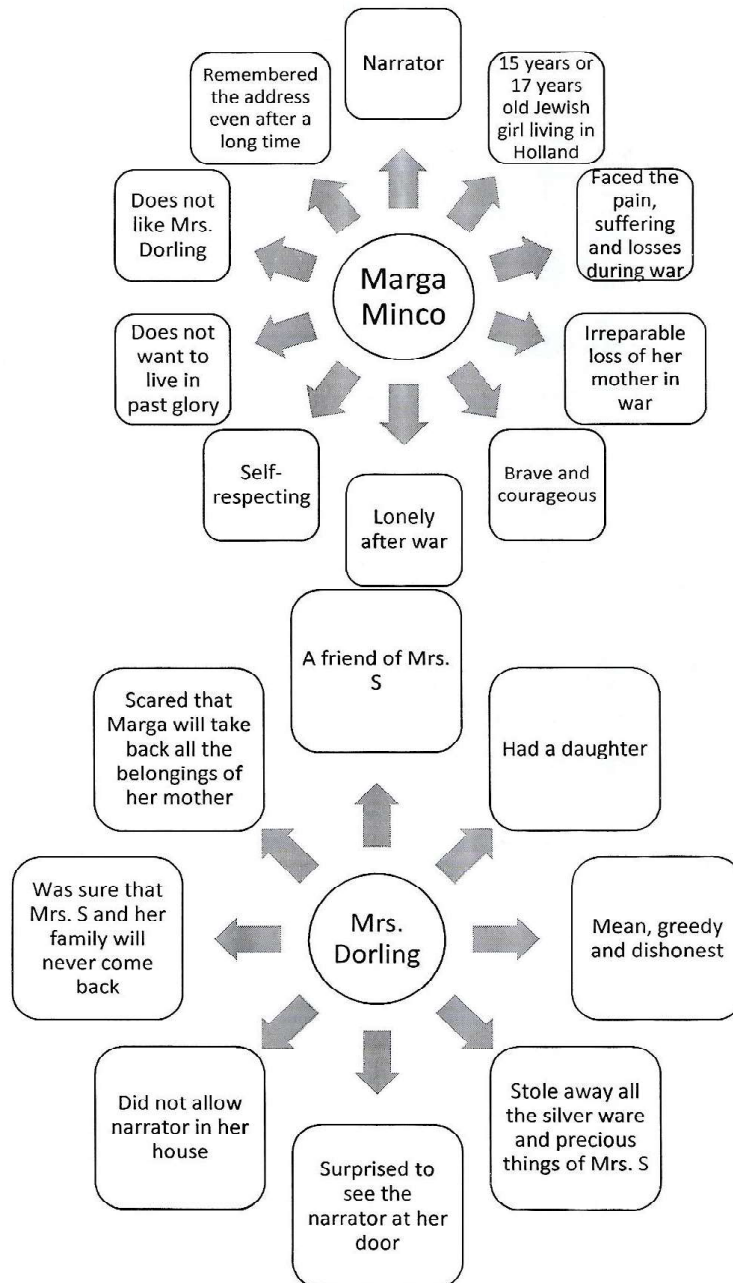 Narrator
15 years or
17 years
old Jewish
girl living in
Holland
Faced the
pain,
suffering
and losses
during war
Irreparable
loss of her
mother in
war
Brave and
courageous
Lonely
after war
Self-
respecting
Does not
want to
live in
past glory
Does not
like Mrs.
Dorling
Remembered
the address
even after a
long time
Marga
Minco
A friend of Mrs.
S
Had a daughter
Mean, greedy
and dishonest
Stole away all
the silver ware
and precious
things of Mrs. S
Surprised to
see the
narrator at her
door
Did not allow
narrator in her
house
Was sure that
Mrs. S and her
family will
never come
back
Scared that
Marga will take
back all the
belongings of
her mother
Mrs.
Dorling